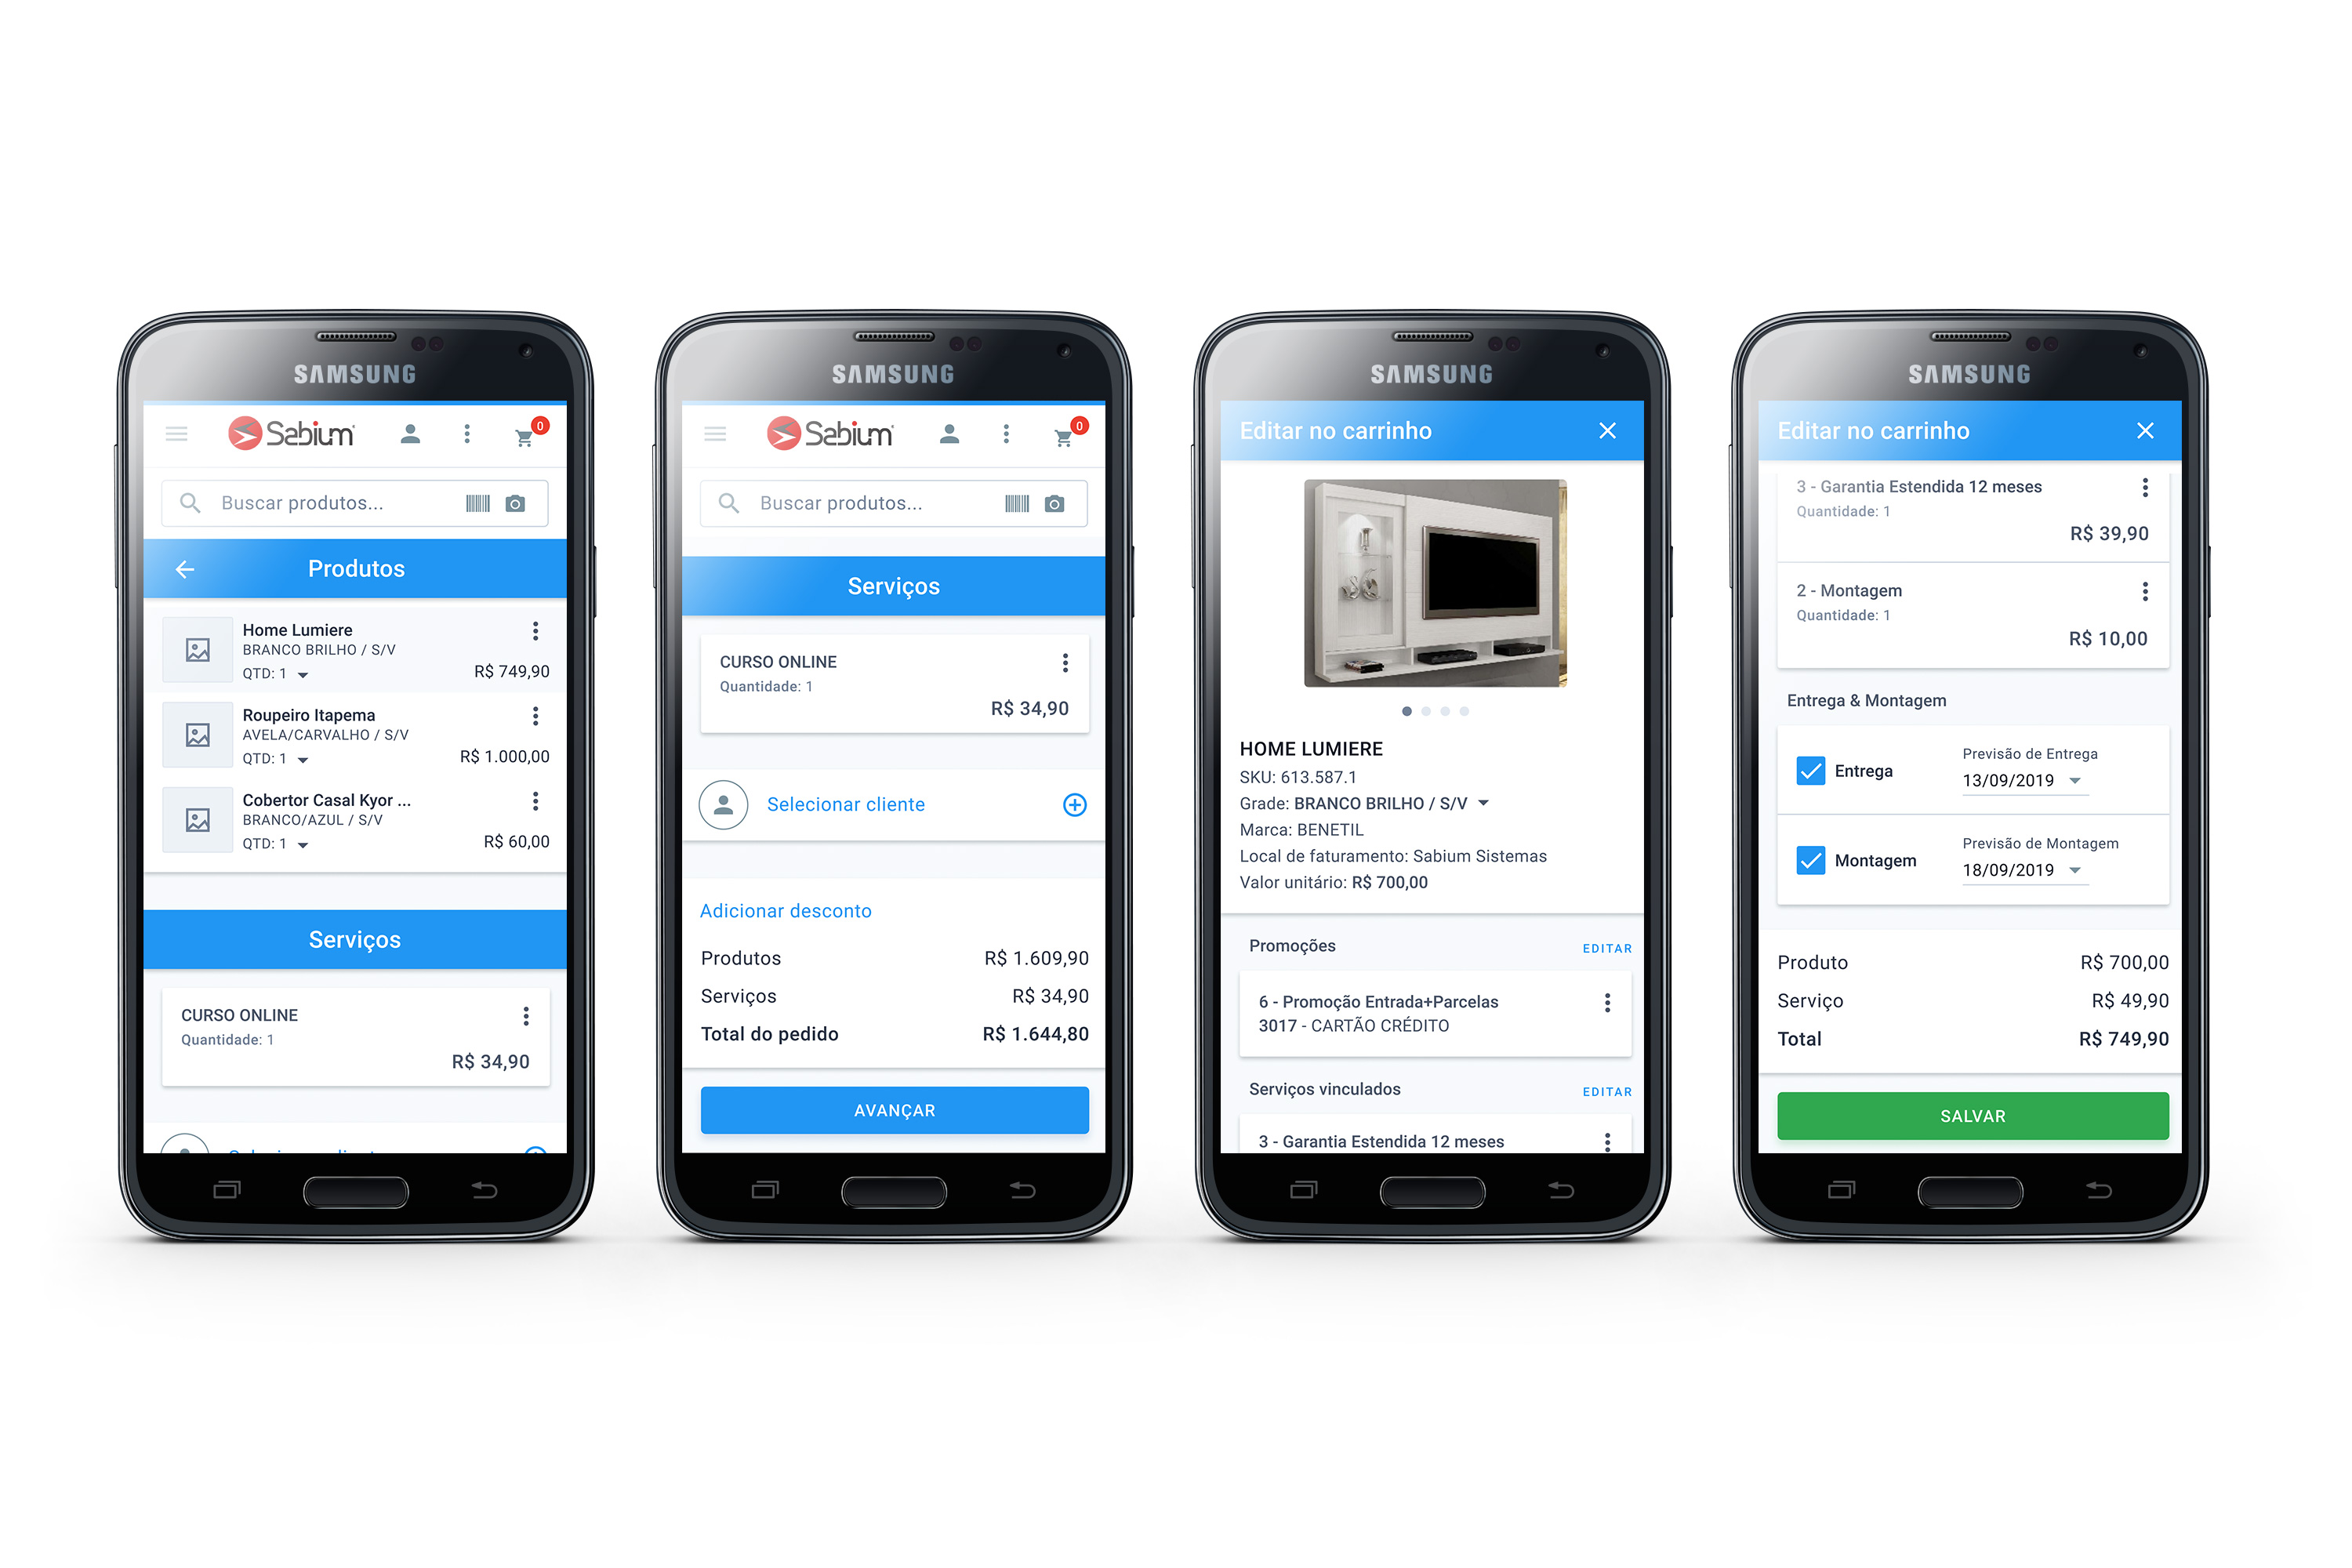 SAMSUNG
Sabium
0
Buscar produtos...
Produtos
Home Lumiere
BRANCO BRILHO / S/V
QTD: 1
R$ 749,90
Roupeiro Itapema
AVELA/CARVALHO / S/V
QTD: 1
R$ 1.000,00
Cobertor Casal Kyor ...
BRANCO/AZUL / S/V
QTD: 1
R$ 60,00
Serviços
CURSO ONLINE
Quantidade: 1
R$ 34,90
SAMSUNG
Sabium
0
Buscar produtos...
Serviços
CURSO ONLINE
Quantidade: 1
R$ 34,90
Selecionar cliente
Adicionar desconto
Produtos R$ 1.609,90
Serviços R$ 34,90
Total do pedido R$ 1.644,80
AVANÇAR
SAMSUNG
Editar no carrinho
HOME LUMIERE
SKU: 613.587.1
Grade: BRANCO BRILHO / S/V
Marca: BENETIL
Local de faturamento: Sabium Sistemas
Valor unitário: R$ 700,00
Promoções EDITAR
6 - Promoção Entrada+Parcelas
3017 - CARTÃO CRÉDITO
Serviços vinculados EDITAR
3 - Garantia Estendida 12 meses
SAMSUNG
Editar no carrinho
3 - Garantia Estendida 12 meses
Quantidade: 1
R$ 39,90
2 - Montagem
Quantidade: 1
R$ 10,00
Entrega & Montagem
Entrega
Previsão de Entrega
13/09/2019
Montagem
Previsão de Montagem
18/09/2019
Produto R$ 700,00
Serviço R$ 49,90
Total R$ 749,90
SALVAR